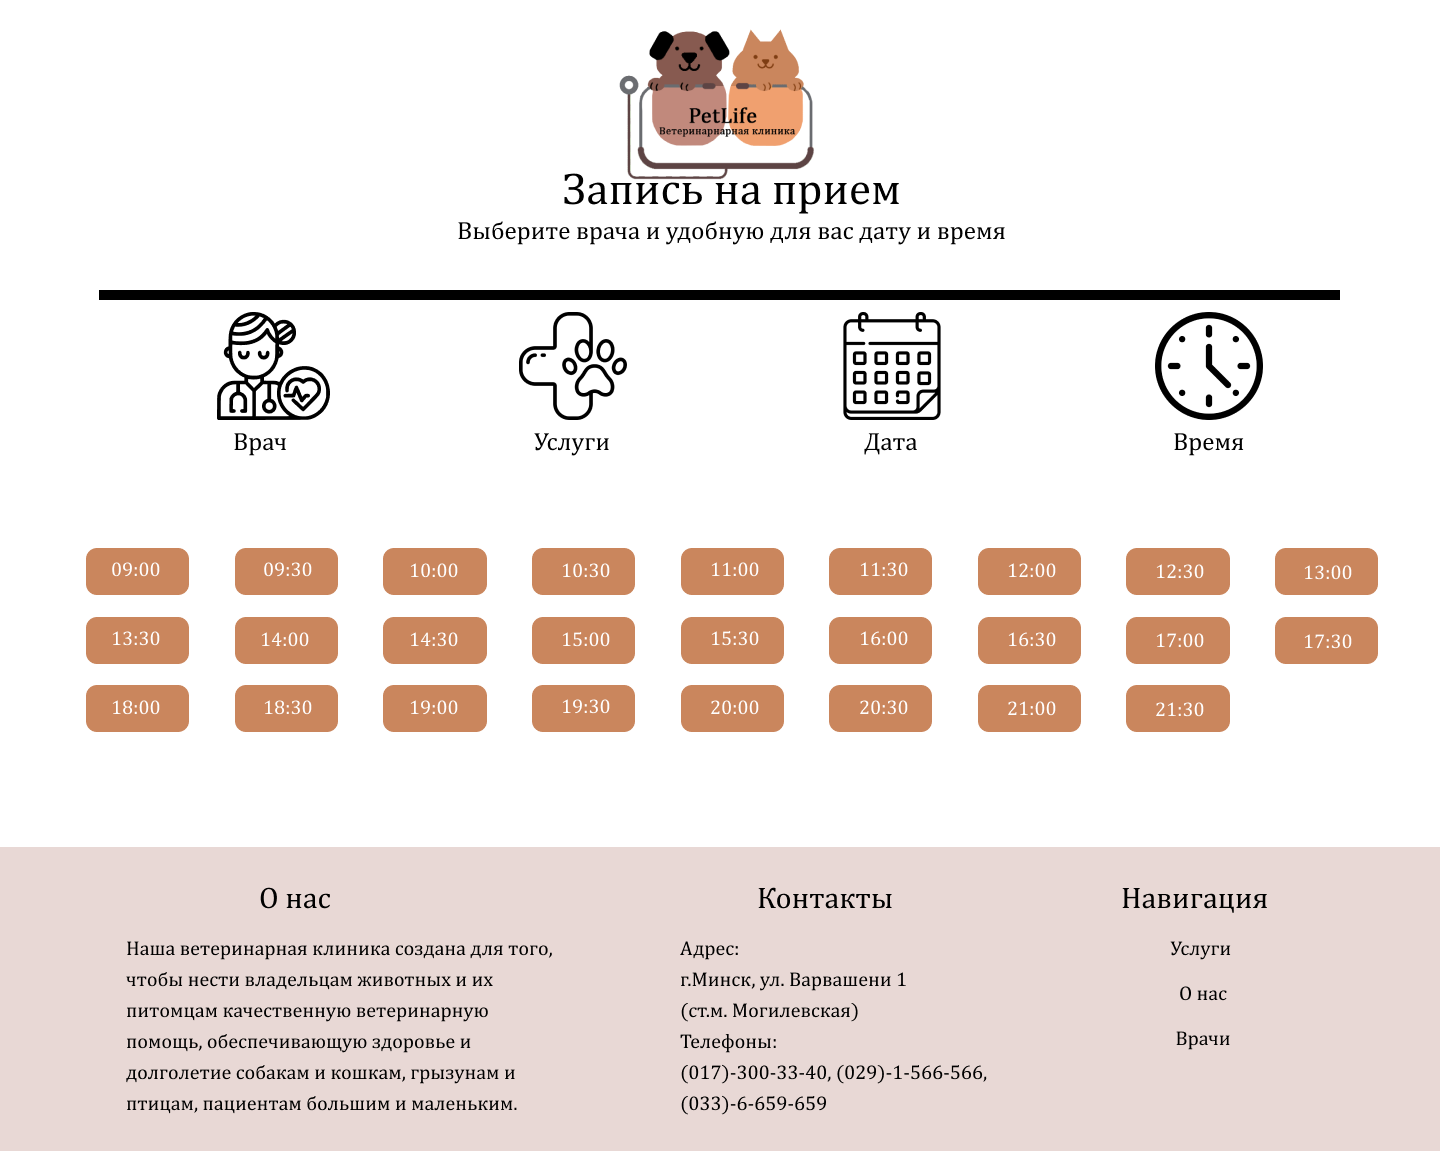 PetLife
Ветеринарнарная клиника
Запись на прием
Выберите врача и удобную для вас дату и время
Врач
Услуги
Дата
Время
09:00 09:30 10:00 10:30 11:00 11:30 12:00 12:30 13:00
13:30 14:00 14:30 15:00 15:30 16:00 16:30 17:00 17:30
18:00 18:30 19:00 19:30 20:00 20:30 21:00 21:30
О нас
Наша ветеринарная клиника создана для того,
чтобы нести владельцам животных и их
питомцам качественную ветеринарную
помощь, обеспечивающую здоровье и
долголетие собакам и кошкам, грызунам и
птицам, пациентам большим и маленьким.
Контакты
Адрес:
г.Минск, ул. Варвашени 1
(ст.м. Могилевская)
Телефоны:
(017)-300-33-40, (029)-1-566-566,
(033)-6-659-659
Навигация
Услуги
О нас
Врачи